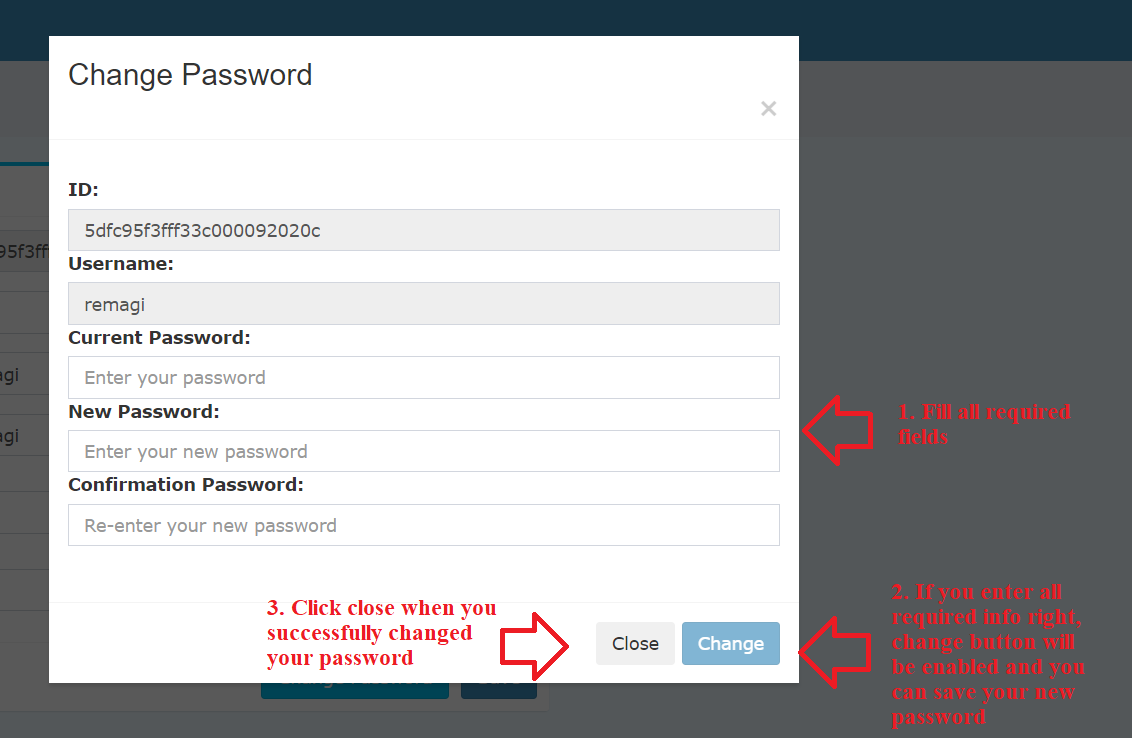 Change Password
×
ID:
5dfc95f3fff33c000092020c
95f3fff
Username:
remagi
Current Password:
agi
Enter your password
New Password:
1. Fill all required
fields
agi
Enter your new password
Confirmation Password:
Re-enter your new password
3. Click close when you
successfully changed
your password
Close
Change
2. If you enter all
required info right,
change button will
be enabled and you
can save your new
password